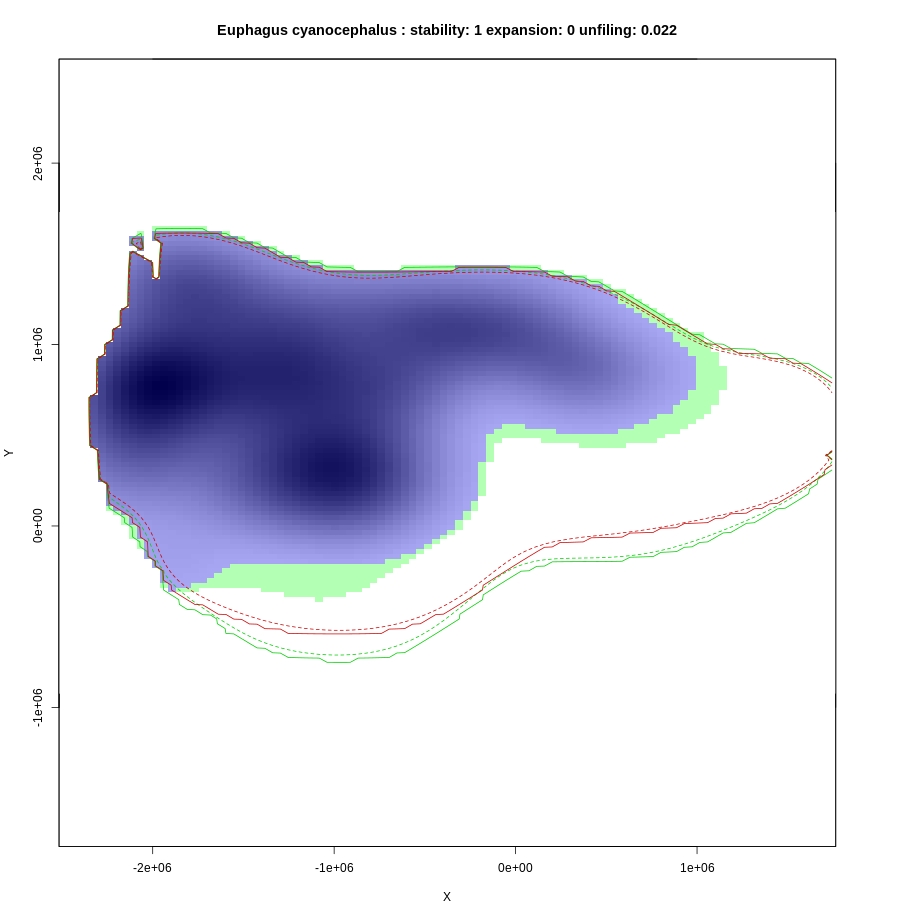 Euphagus cyanocephalus : stability: 1 expansion: 0 unfiling: 0.022
2e+06
1e+06
0e+00
-1e+06
Y
-2e+06 -1e+06 0e+00 1e+06
X